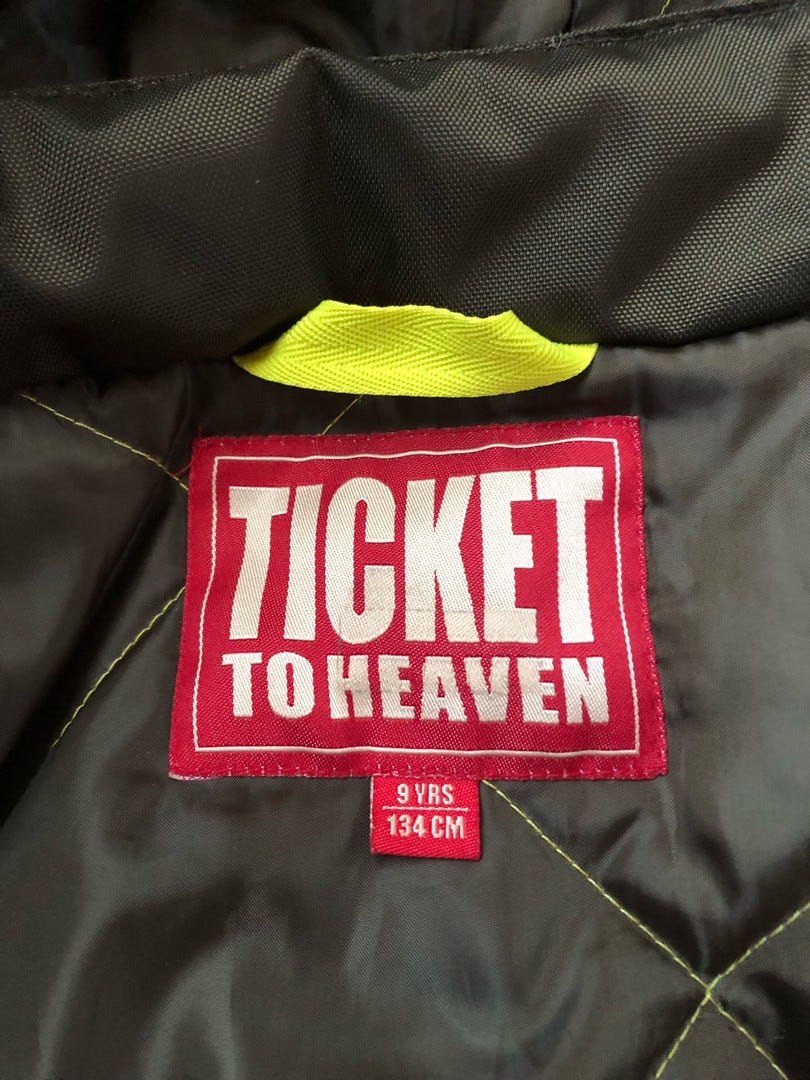 TICKET
TO HEAVEN
9 YRS
134 CM